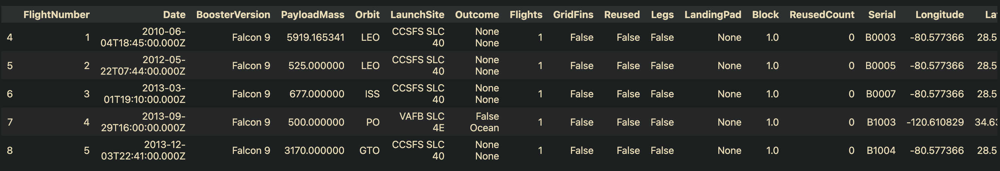 FlightNumber Date BoosterVersion PayloadMass Orbit LaunchSite Outcome Flights GridFins Reused Legs LandingPad Block ReusedCount Serial Longitude
4 1 2010-06-04T18:45:00.000Z Falcon 9 5919.165341 LEO CCSFS SLC 40 None None 1 False False False None 1.0 0 B0003 -80.577366 28.5
5 2 2012-05-22T07:44:00.000Z Falcon 9 525.000000 LEO CCSFS SLC 40 None None 1 False False False None 1.0 0 B0005 -80.577366 28.5
6 3 2013-03-01T19:10:00.000Z Falcon 9 677.000000 ISS CCSFS SLC 40 None None 1 False False False None 1.0 0 B0007 -80.577366 28.5
7 4 2013-09-29T16:00:00.000Z Falcon 9 500.000000 PO VAFB SLC 4E False Ocean 1 False False False None 1.0 0 B1003 -120.610829 34.6
8 5 2013-12-03T22:41:00.000Z Falcon 9 3170.000000 GTO CCSFS SLC 40 None None 1 False False False None 1.0 0 B1004 -80.577366 28.5